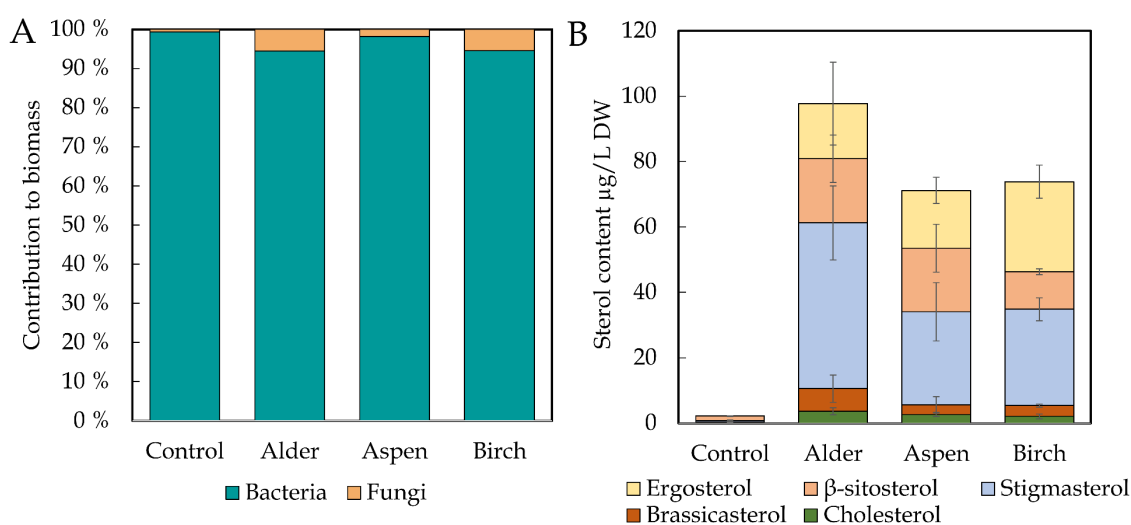 A
Contribution to biomass
100 %
90 %
80 %
70 %
60 %
50 %
40 %
30 %
20 %
10 %
0 %
Control Alder Aspen Birch
Bacteria Fungi
B
Sterol content µg/L DW
120
100
80
60
40
20
0
Control Alder Aspen Birch
Ergosterol β-sitosterol Stigmasterol
Brassicasterol Cholesterol